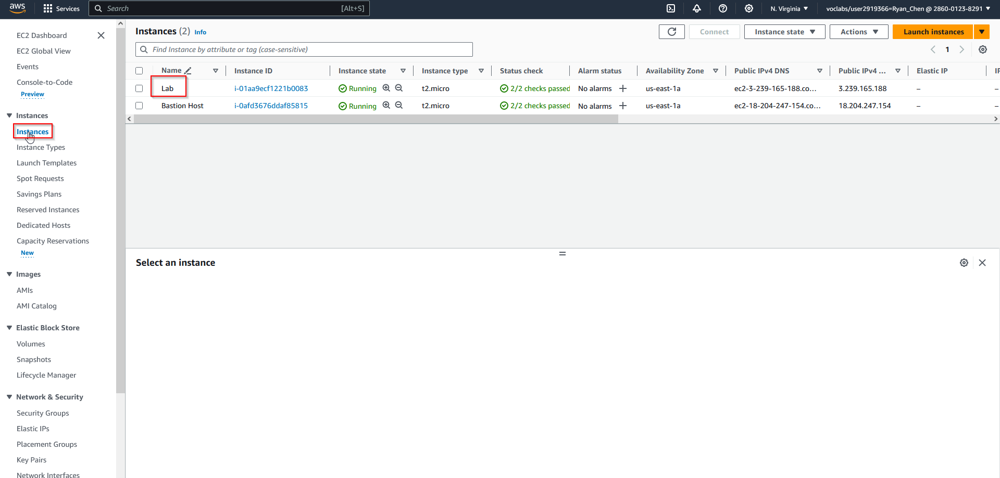 aws Services Search [Alt+S] N. Virginia voclabs/user2919366=Ryan_Chen @ 2860-0123-8291
EC2 Dashboard
EC2 Global View
Events
Console-to-Code
Preview
Instances
Instances
Instance Types
Launch Templates
Spot Requests
Savings Plans
Reserved Instances
Dedicated Hosts
Capacity Reservations
New
Images
AMIs
AMI Catalog
Elastic Block Store
Volumes
Snapshots
Lifecycle Manager
Network & Security
Security Groups
Elastic IPs
Placement Groups
Key Pairs
Network Interfaces
Instances (2) Info
Connect Instance state Actions Launch instances
Find Instance by attribute or tag (case-sensitive)
1
Name Instance ID Instance state Instance type Status check Alarm status Availability Zone Public IPv4 DNS Public IPv4 ... Elastic IP IP
Lab i-01aa9ecf1221b0083 Running t2.micro 2/2 checks passed No alarms + us-east-1a ec2-3-239-165-188.co... 3.239.165.188 – –
Bastion Host i-0afd3676ddaf85815 Running t2.micro 2/2 checks passed No alarms + us-east-1a ec2-18-204-247-154.co... 18.204.247.154 – –
Select an instance